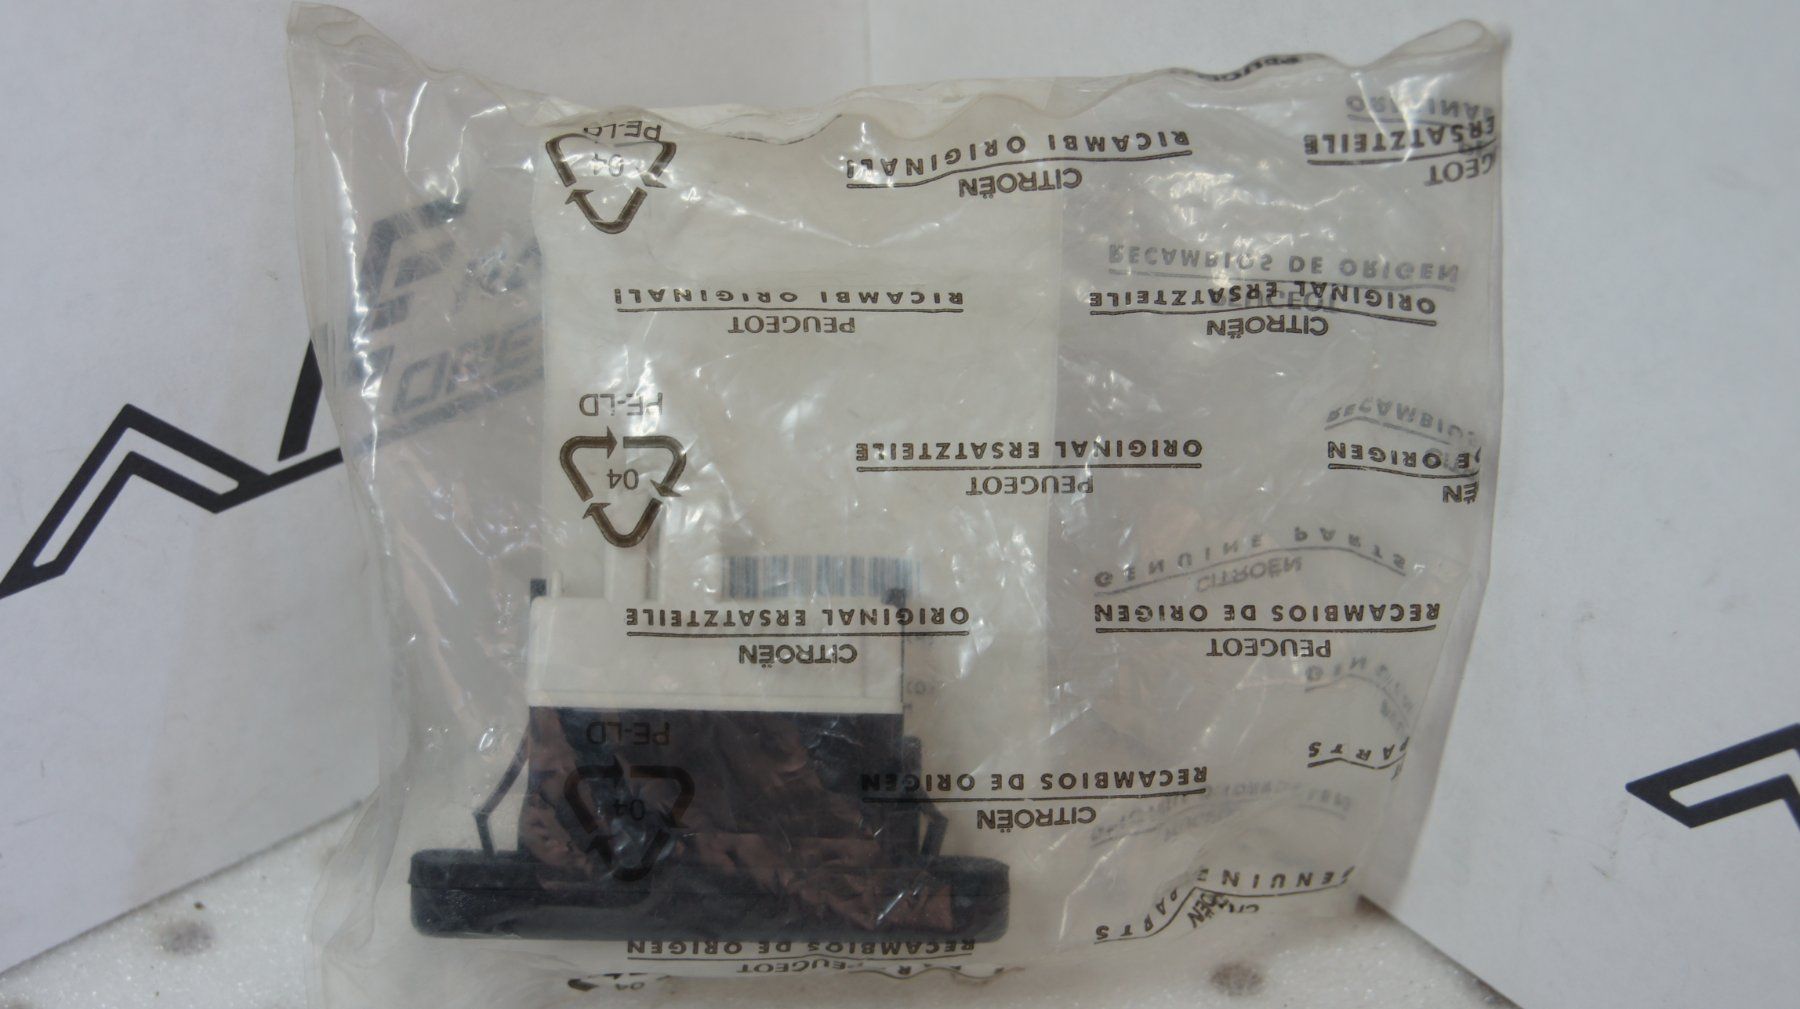 PE-LD
04
RICAMBI ORIGINALI
CITROËN
ERSATZTEILE
RECAMBIOS DE ORIGEN
RICAMBI ORIGINALI
PEUGEOT
ORIGINAL ERSATZTEILE
CITROËN
PE-LD
04
ORIGINAL ERSATZTEILE
PEUGEOT
RECAMBIOS
DE ORIGEN
GENUINE PARTS
CITROËN
ORIGINAL ERSATZTEILE
CITROËN
RECAMBIOS DE ORIGEN
PEUGEOT
PE-LD
04
PARTS
RECAMBIOS DE ORIGEN
CITROËN
GENUINE PARTS
RECAMBIOS DE ORIGEN
PEUGEOT
04